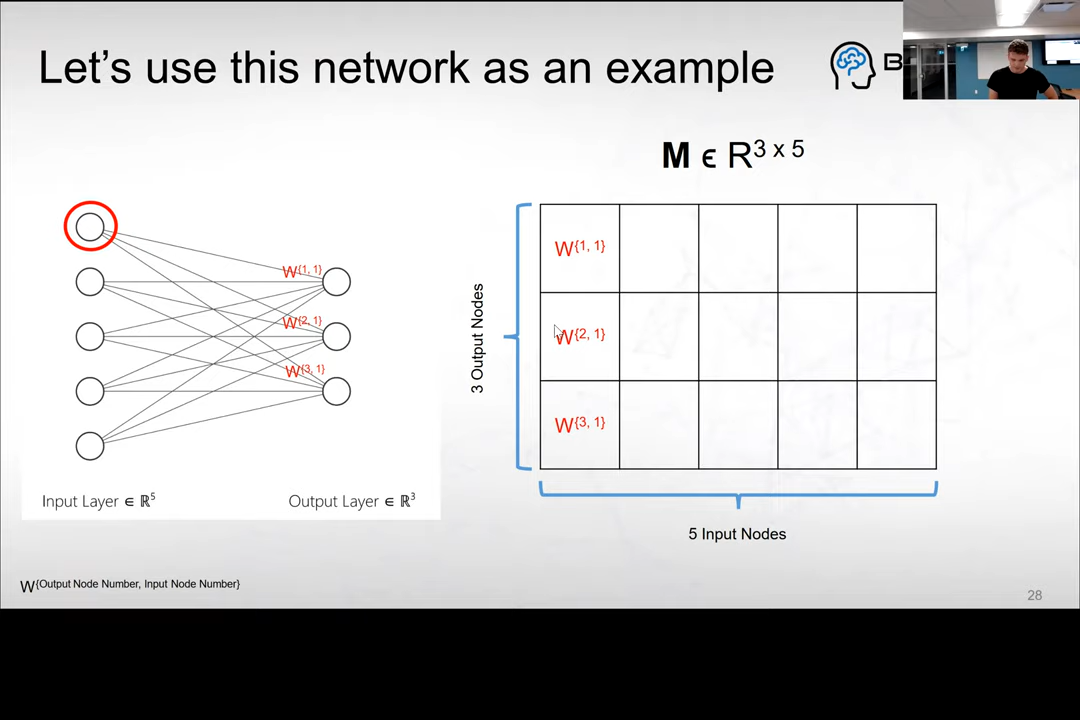 Let's use this network as an example
B
M ϵ R^{3 x 5}
W^{{1, 1}}
W^{{2, 1}}
W^{{3, 1}}
Input Layer ∈ ℝ⁵
Output Layer ∈ ℝ³
3 Output Nodes
W^{{1, 1}}
W^{{2, 1}}
W^{{3, 1}}
5 Input Nodes
W^{{Output Node Number, Input Node Number}}
28